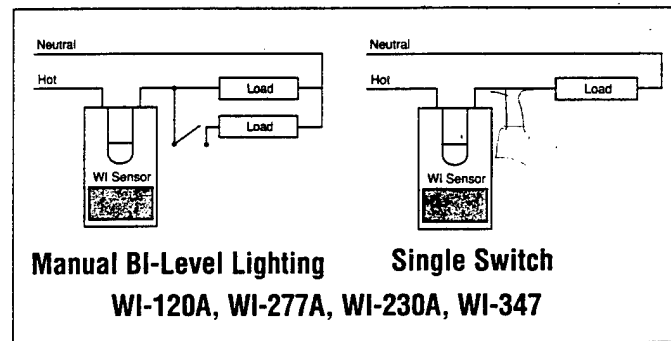 Neutral
Hot
Load
Load
WI Sensor
Manual BI-Level Lighting
Neutral
Hot
Load
WI Sensor
Single Switch
WI-120A, WI-277A, WI-230A, WI-347